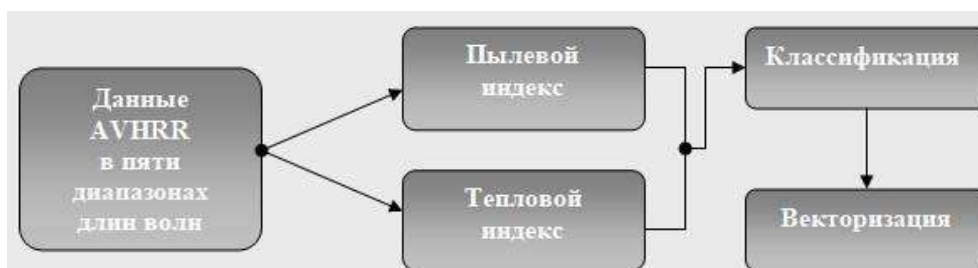 Данные
AVHRR
в пяти
диапазонах
длин волн
Пылевой
индекс
Тепловой
индекс
Классификация
Векторизация